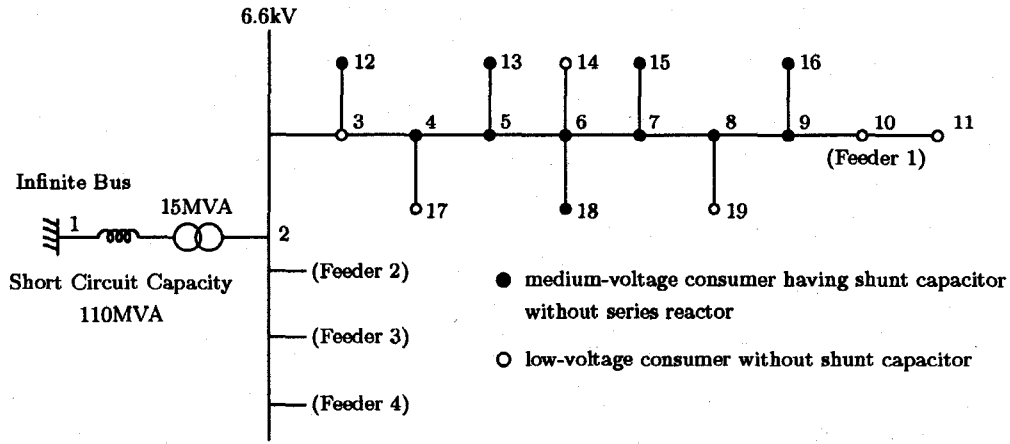 6.6kV
12
13
14
15
16
3
4
5
6
7
8
9
10
11
(Feeder 1)
17
18
19
Infinite Bus
1
15MVA
2
Short Circuit Capacity
110MVA
(Feeder 2)
(Feeder 3)
(Feeder 4)
medium-voltage consumer having shunt capacitor
without series reactor
low-voltage consumer without shunt capacitor